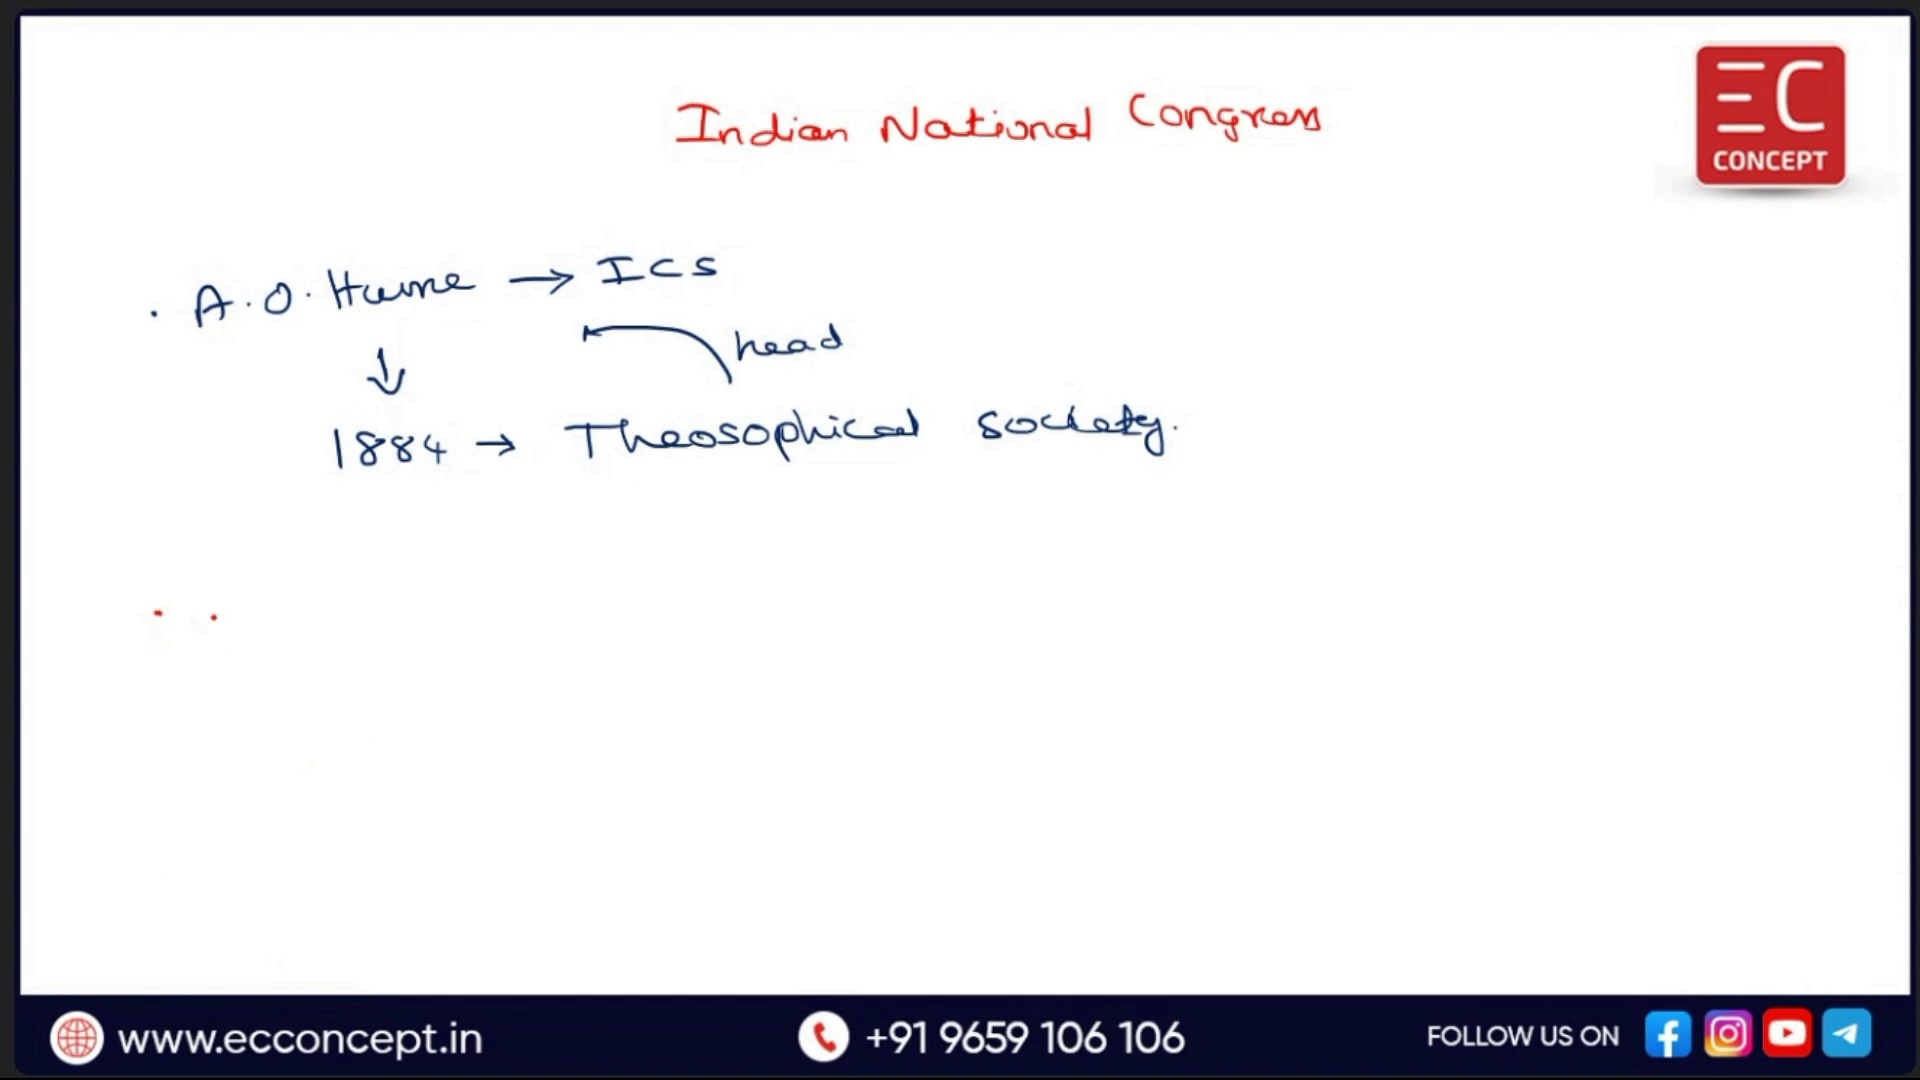 Indian National Congress
EC
CONCEPT
. A.O. Hume → ICS
head
↓
1884 → Theosophical society.
www.ecconcept.in
+91 9659 106 106
FOLLOW US ON